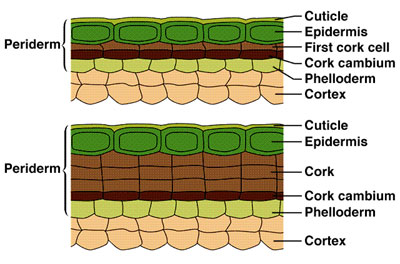 Cuticle
Epidermis
Periderm
First cork cell
Cork cambium
Phelloderm
Cortex
Cuticle
Epidermis
Periderm
Cork
Cork cambium
Phelloderm
Cortex